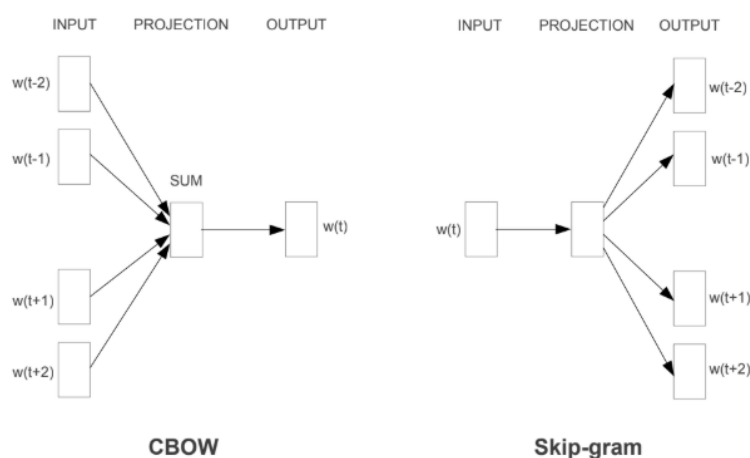 INPUT PROJECTION OUTPUT
w(t-2)
w(t-1)
SUM
w(t)
w(t+1)
w(t+2)
CBOW
INPUT PROJECTION OUTPUT
w(t-2)
w(t-1)
w(t)
w(t+1)
w(t+2)
Skip-gram